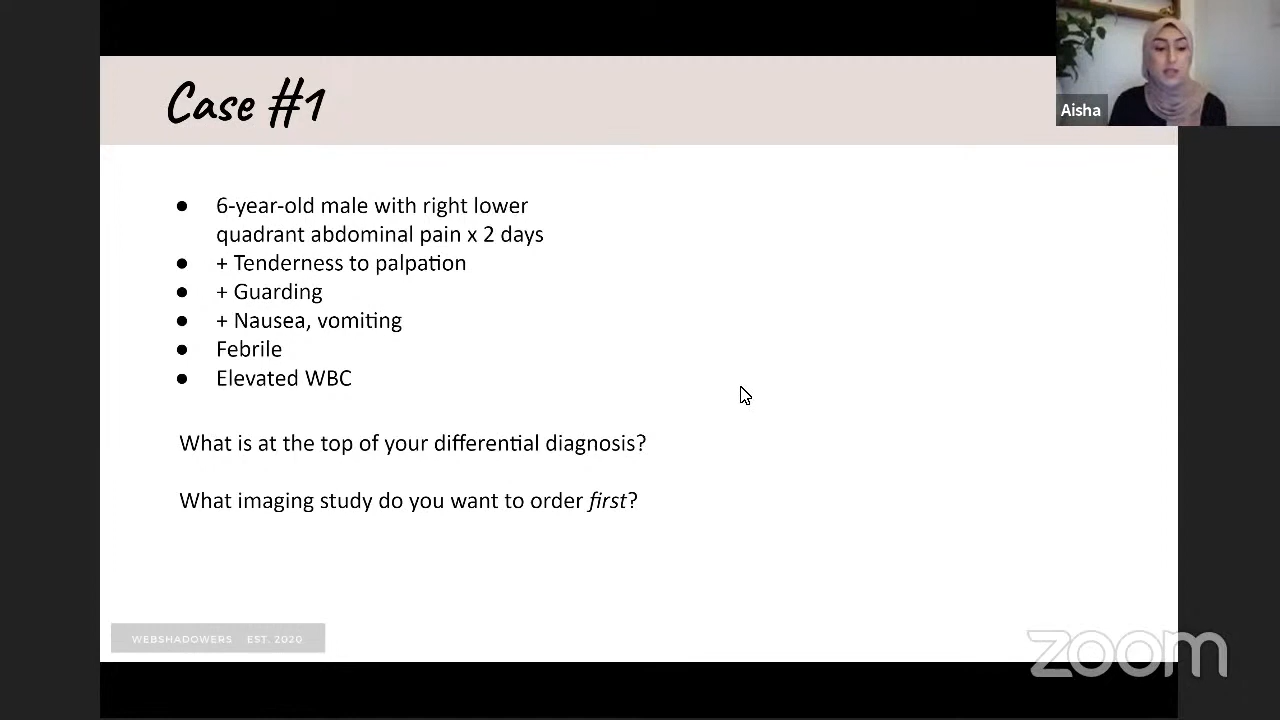 Case #1
Aisha
● 6-year-old male with right lower
quadrant abdominal pain x 2 days
● + Tenderness to palpation
● + Guarding
● + Nausea, vomiting
● Febrile
● Elevated WBC
What is at the top of your differential diagnosis?
What imaging study do you want to order first?
WEBSHADOWERS EST. 2020
zoom